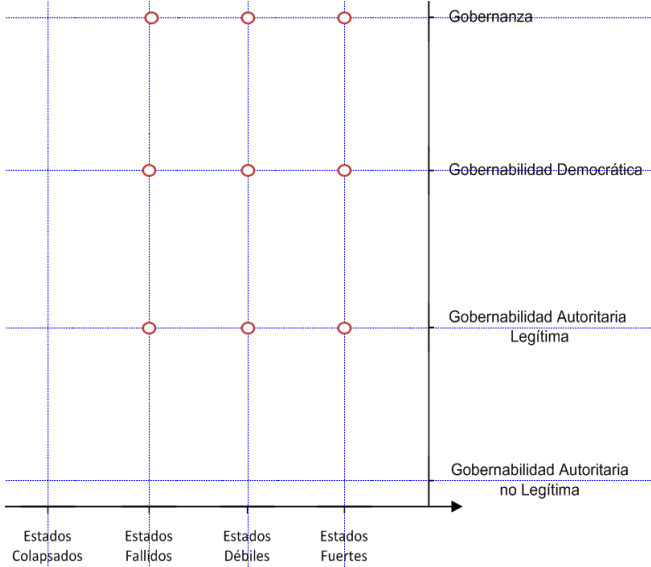 Gobernanza
Gobernabilidad Democrática
Gobernabilidad Autoritaria
Legítima
Gobernabilidad Autoritaria
no Legítima
Estados
Colapsados
Estados
Fallidos
Estados
Débiles
Estados
Fuertes